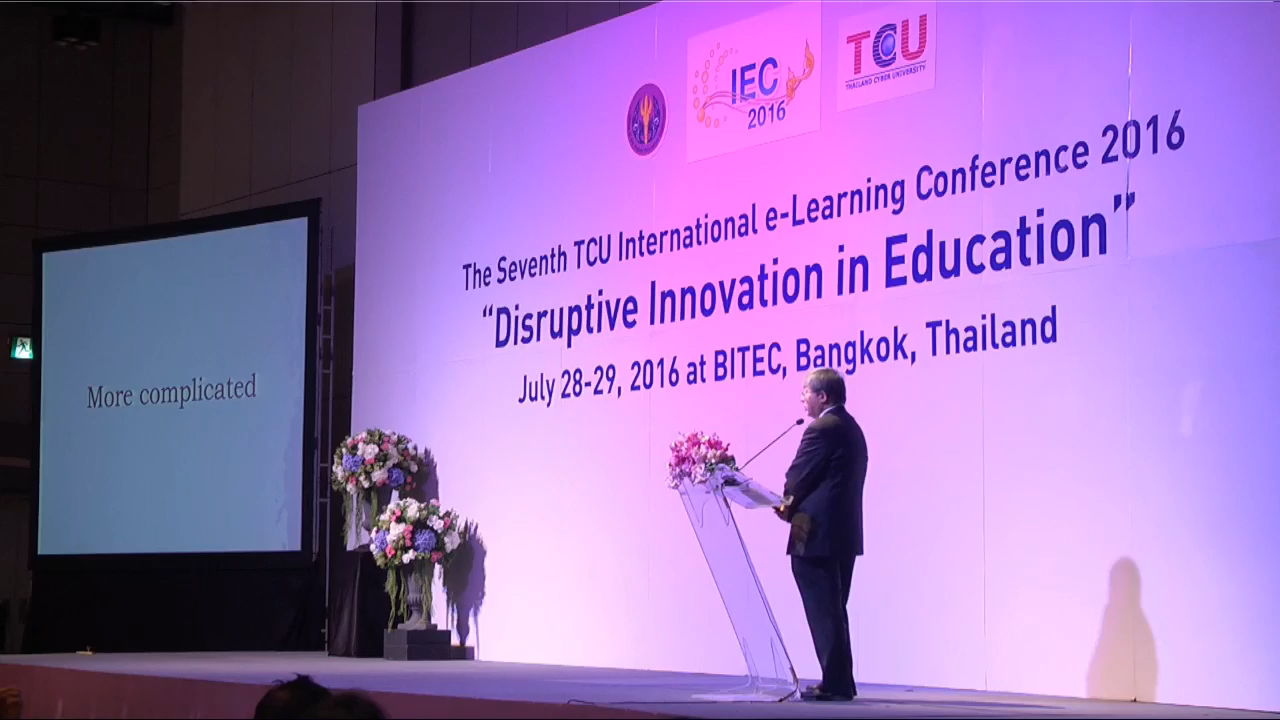 IEC
2016
TCU
THAILAND CYBER UNIVERSITY
The Seventh TCU International e-Learning Conference 2016
“Disruptive Innovation in Education”
July 28-29, 2016 at BITEC, Bangkok, Thailand
More complicated